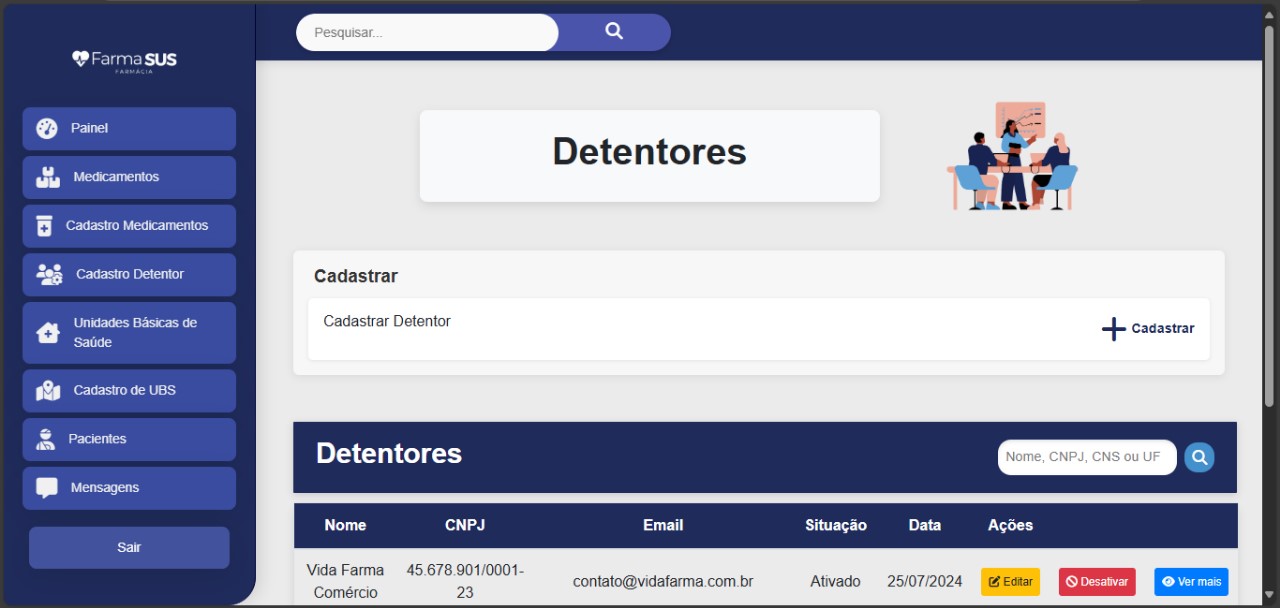 Farma SUS
FARMÁCIA
Painel
Medicamentos
Cadastro Medicamentos
Cadastro Detentor
Unidades Básicas de
Saúde
Cadastro de UBS
Pacientes
Mensagens
Sair
Pesquisar...
Detentores
Cadastrar
Cadastrar Detentor
Cadastrar
Detentores
Nome, CNPJ, CNS ou UF
Nome CNPJ Email Situação Data Ações
Vida Farma 45.678.901/0001-
Comércio 23 contato@vidafarma.com.br Ativado 25/07/2024 Editar Desativar Ver mais